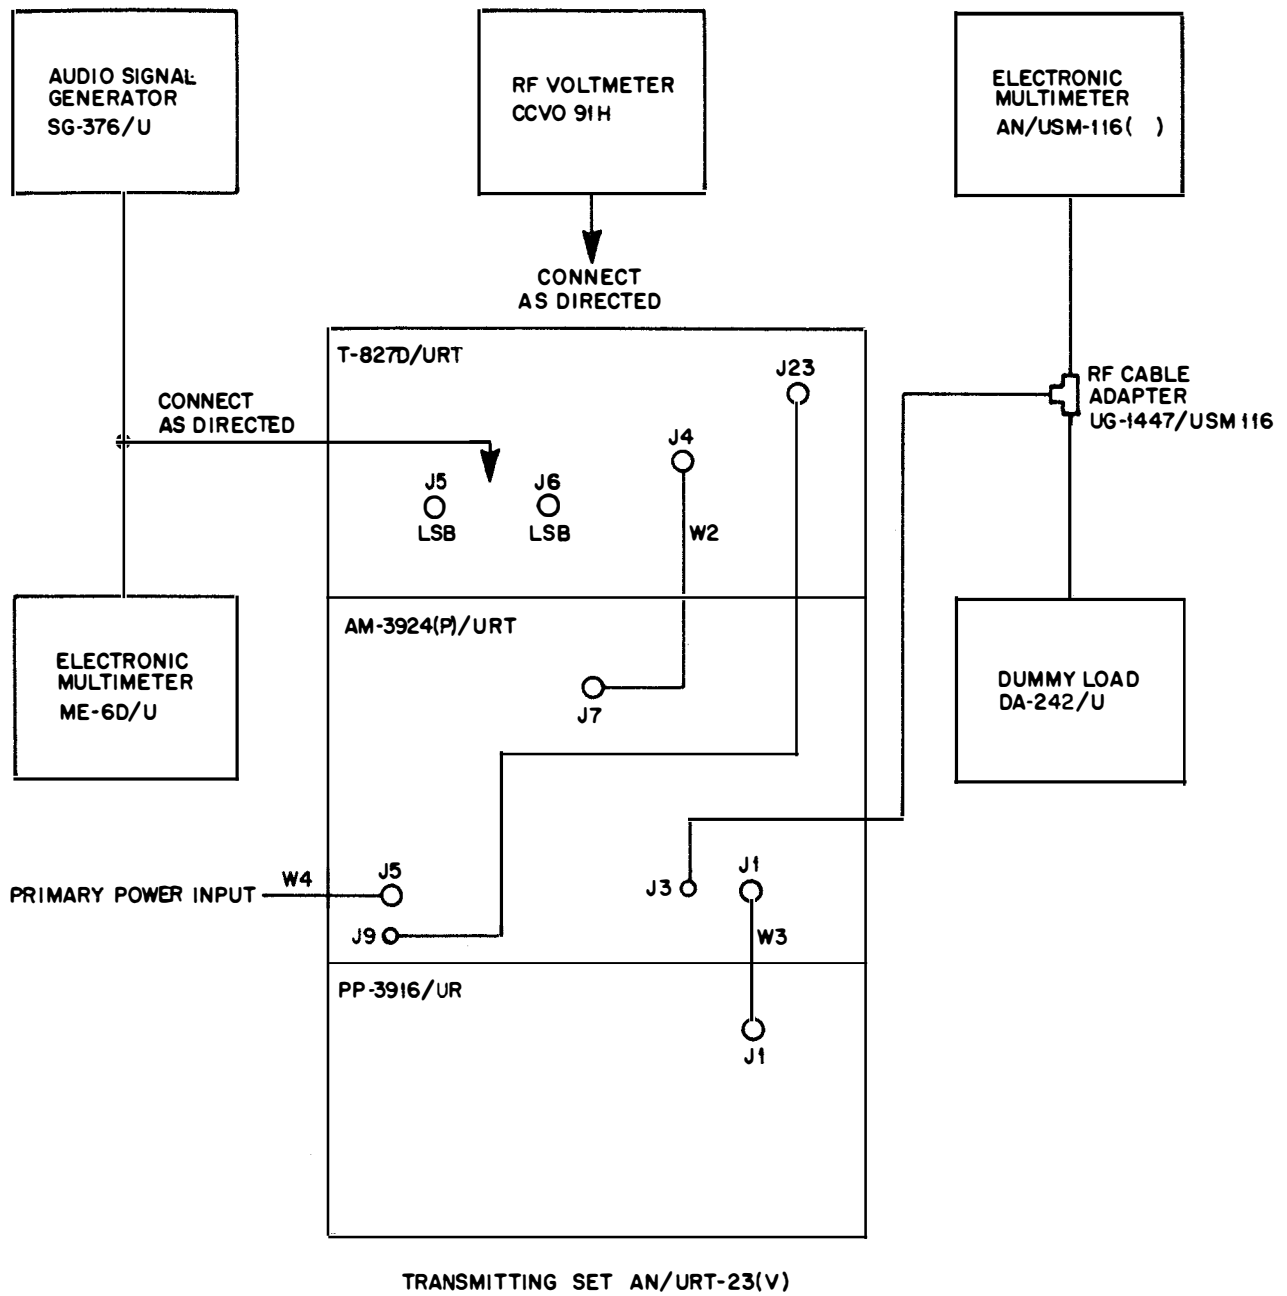 AUDIO SIGNAL
GENERATOR
SG-376/U
RF VOLTMETER
CCVO 91H
ELECTRONIC
MULTIMETER
AN/USM-116( )
CONNECT
AS DIRECTED
T-827D/URT
J23
RF CABLE
ADAPTER
UG-1447/USM 116
CONNECT
AS DIRECTED
J4
J5
LSB
J6
LSB
W2
AM-3924(P)/URT
ELECTRONIC
MULTIMETER
ME-6D/U
J7
DUMMY LOAD
DA-242/U
PRIMARY POWER INPUT
W4
J5
J3
J1
J9
W3
PP-3916/UR
J1
TRANSMITTING SET AN/URT-23(V)